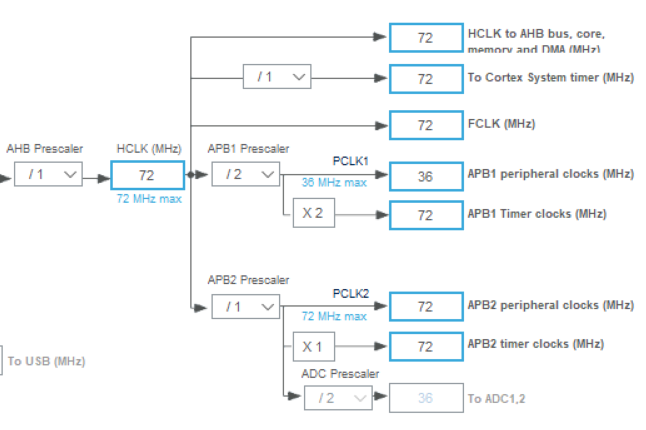 72
HCLK to AHB bus, core,
memory and DMA (MHz)
/ 1
72
To Cortex System timer (MHz)
72
FCLK (MHz)
AHB Prescaler
HCLK (MHz)
APB1 Prescaler
/ 1
72
72 MHz max
/ 2
PCLK1
36 MHz max
36
APB1 peripheral clocks (MHz)
X 2
72
APB1 Timer clocks (MHz)
APB2 Prescaler
/ 1
PCLK2
72 MHz max
72
APB2 peripheral clocks (MHz)
X 1
72
APB2 timer clocks (MHz)
To USB (MHz)
ADC Prescaler
/ 2
36
To ADC1,2